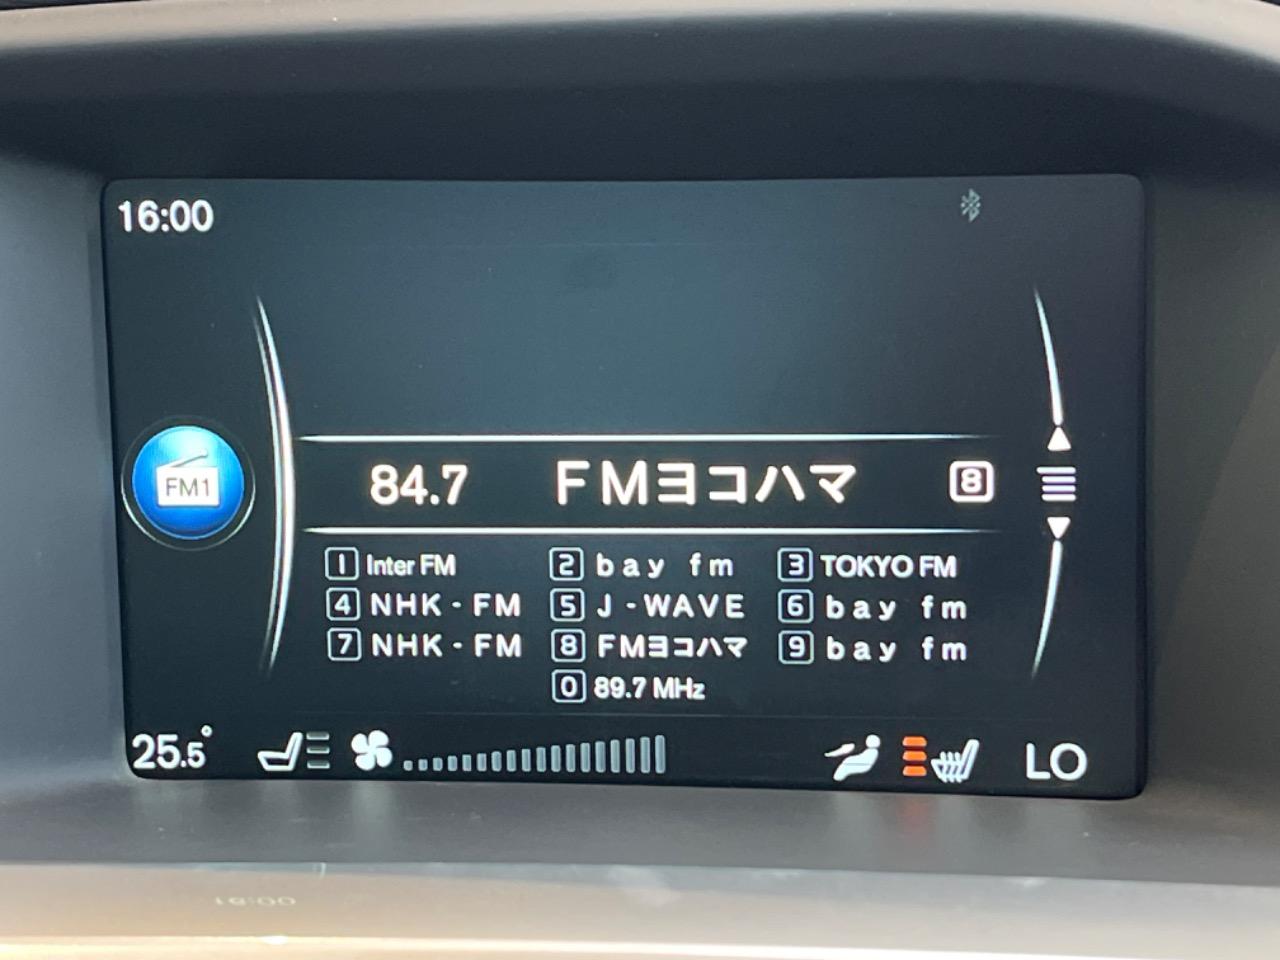 16:00
FM1
84.7 FMヨコハマ 8
1 Inter FM 2 bay fm 3 TOKYO FM
4 NHK-FM 5 J-WAVE 6 bay fm
7 NHK-FM 8 FMヨコハマ 9 bay fm
0 89.7 MHz
25.5° LO
16:00